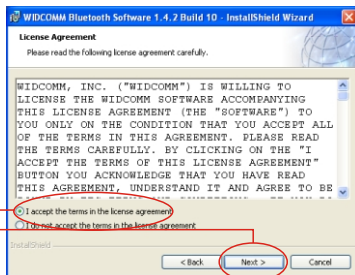 WIDCOMM Bluetooth Software 1.4.2 Build 10 - InstallShield Wizard
License Agreement
Please read the following license agreement carefully.
WIDCOMM, INC. ("WIDCOMM") IS WILLING TO
LICENSE THE WIDCOMM SOFTWARE ACCOMPANYING
THIS LICENSE AGREEMENT (THE "SOFTWARE") TO
YOU ONLY ON THE CONDITION THAT YOU ACCEPT ALL
OF THE TERMS IN THIS AGREEMENT. PLEASE READ
THE TERMS CAREFULLY. BY CLICKING ON THE "I
ACCEPT THE TERMS OF THIS LICENSE AGREEMENT"
BUTTON YOU ACKNOWLEDGE THAT YOU HAVE READ
THIS AGREEMENT, UNDERSTAND IT AND AGREE TO BE
I accept the terms in the license agreement
I do not accept the terms in the license agreement
InstallShield
< Back
Next >
Cancel